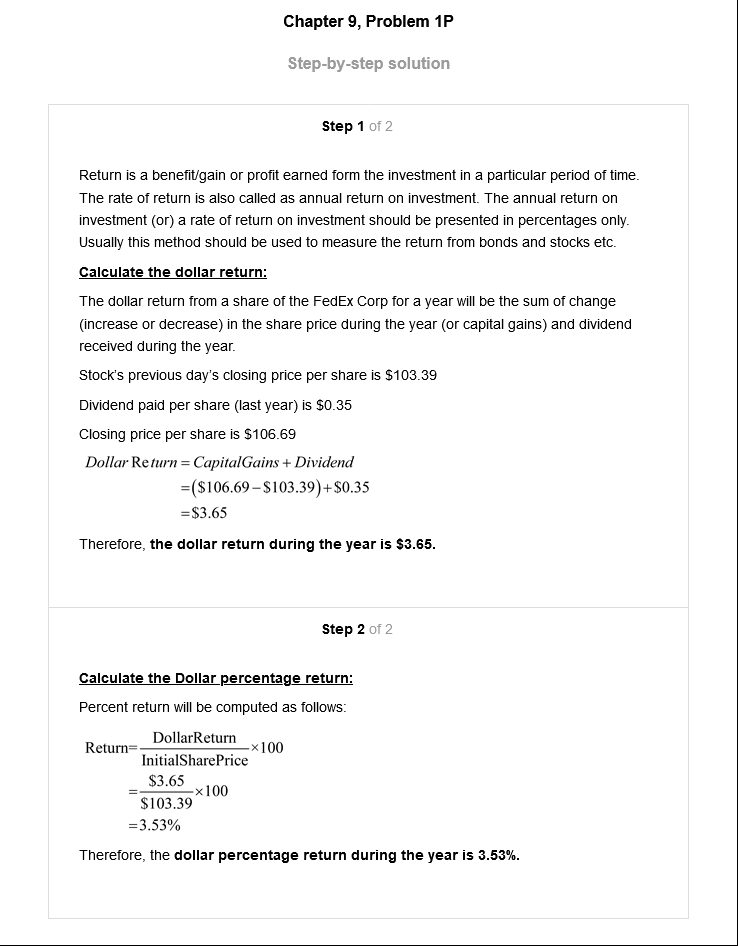 Chapter 9, Problem 1P
Step-by-step solution
Step 1 of 2
Return is a benefit/gain or profit earned form the investment in a particular period of time.
The rate of return is also called as annual return on investment. The annual return on
investment (or) a rate of return on investment should be presented in percentages only.
Usually this method should be used to measure the return from bonds and stocks etc.
Calculate the dollar return:
The dollar return from a share of the FedEx Corp for a year will be the sum of change
(increase or decrease) in the share price during the year (or capital gains) and dividend
received during the year.
Stock's previous day's closing price per share is $103.39
Dividend paid per share (last year) is $0.35
Closing price per share is $106.69
Dollar Return = CapitalGains + Dividend
=($106.69 – $103.39)+$0.35
=$3.65
Therefore, the dollar return during the year is $3.65.
Step 2 of 2
Calculate the Dollar percentage return:
Percent return will be computed as follows:
Return= DollarReturn / InitialSharePrice ×100
= $3.65 / $103.39 ×100
=3.53%
Therefore, the dollar percentage return during the year is 3.53%.